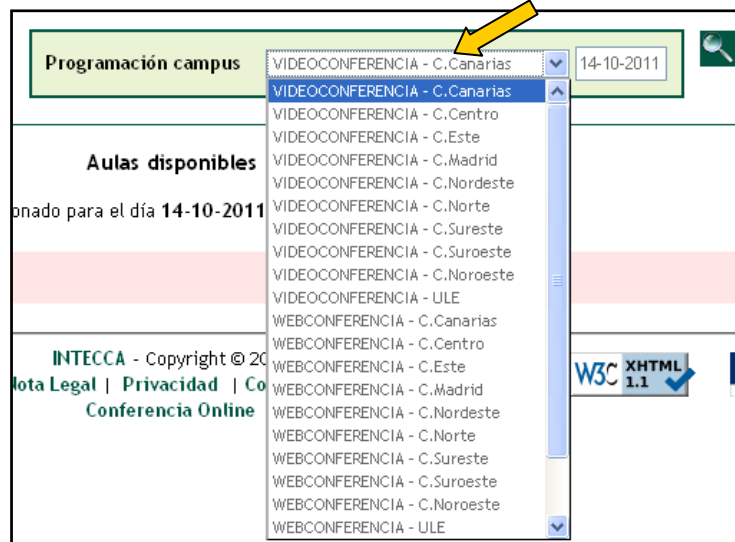 Programación campus VIDEOCONFERENCIA - C.Canarias 14-10-2011
VIDEOCONFERENCIA - C.Canarias
VIDEOCONFERENCIA - C.Centro
VIDEOCONFERENCIA - C.Este
VIDEOCONFERENCIA - C.Madrid
VIDEOCONFERENCIA - C.Nordeste
VIDEOCONFERENCIA - C.Norte
VIDEOCONFERENCIA - C.Sureste
VIDEOCONFERENCIA - C.Suroeste
VIDEOCONFERENCIA - C.Noroeste
VIDEOCONFERENCIA - ULE
WEBCONFERENCIA - C.Canarias
WEBCONFERENCIA - C.Centro
WEBCONFERENCIA - C.Este
WEBCONFERENCIA - C.Madrid
WEBCONFERENCIA - C.Nordeste
WEBCONFERENCIA - C.Norte
WEBCONFERENCIA - C.Sureste
WEBCONFERENCIA - C.Suroeste
WEBCONFERENCIA - C.Noroeste
WEBCONFERENCIA - ULE
Aulas disponibles
onado para el día 14-10-2011
INTECCA - Copyright © 20
Nota Legal | Privacidad | Co
Conferencia Online
W3C XHTML 1.1